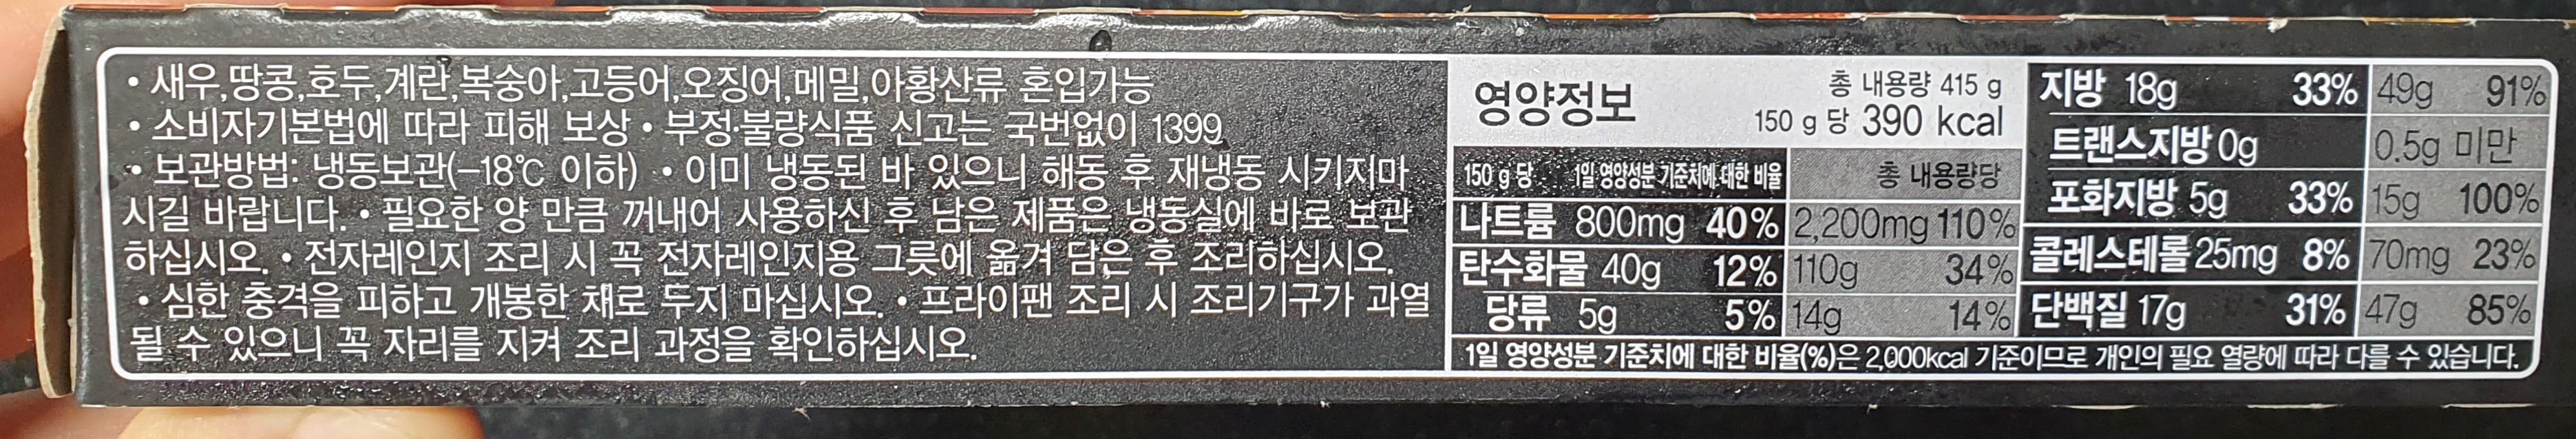 • 새우,땅콩,호두,계란,복숭아,고등어,오징어,메밀,아황산류 혼입가능
• 소비자기본법에 따라 피해 보상 • 부정·불량식품 신고는 국번없이 1399
• 보관방법: 냉동보관(-18℃ 이하) • 이미 냉동된 바 있으니 해동 후 재냉동 시키지마
시길 바랍니다. • 필요한 양 만큼 꺼내어 사용하신 후 남은 제품은 냉동실에 바로 보관
하십시오. • 전자레인지 조리 시 꼭 전자레인지용 그릇에 옮겨 담은 후 조리하십시오.
• 심한 충격을 피하고 개봉한 채로 두지 마십시오. • 프라이팬 조리 시 조리기구가 과열
될 수 있으니 꼭 자리를 지켜 조리 과정을 확인하십시오.
영양정보
총 내용량 415 g
150 g 당 390 kcal
150 g 당 1일 영양성분 기준치에 대한 비율 총 내용량당
나트륨 800mg 40% 2,200mg 110%
탄수화물 40g 12% 110g 34%
당류 5g 5% 14g 14%
지방 18g 33% 49g 91%
트랜스지방 0g 0.5g 미만
포화지방 5g 33% 15g 100%
콜레스테롤 25mg 8% 70mg 23%
단백질 17g 31% 47g 85%
1일 영양성분 기준치에 대한 비율(%)은 2,000kcal 기준이므로 개인의 필요 열량에 따라 다를 수 있습니다.